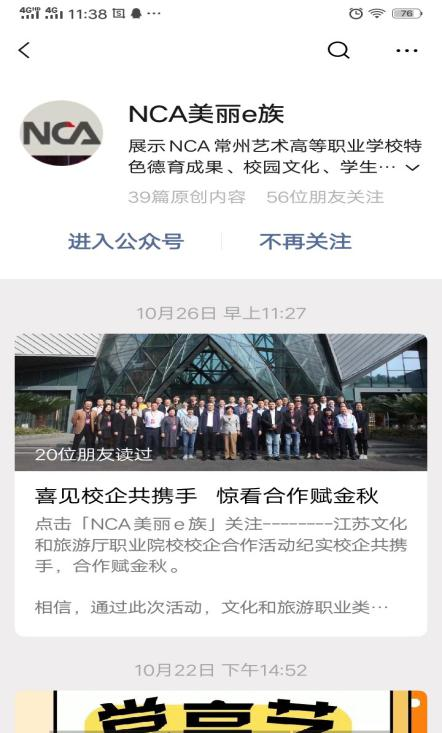 4G 4G 11:38 76
NCA
NCA美丽e族
展示NCA常州艺术高等职业学校特
色德育成果、校园文化、学生…
39篇原创内容 56位朋友关注
进入公众号 不再关注
10月26日 早上11:27
20位朋友读过
喜见校企共携手 惊看合作赋金秋
点击「NCA美丽e族」关注--------江苏文化
和旅游厅职业院校校企合作活动纪实校企共携
手，合作赋金秋。
相信，通过此次活动，文化和旅游职业类…
10月22日 下午14:52
堂高艺